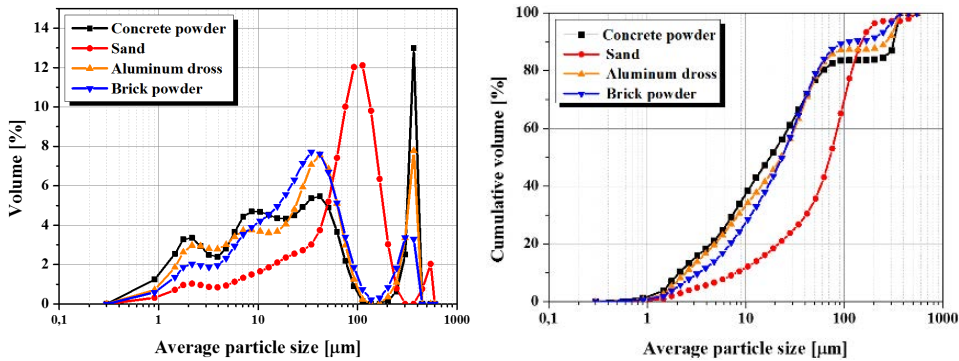 14
12
10
8
6
4
2
0
Volume [%]
Concrete powder
Sand
Aluminum dross
Brick powder
0,1
1
10
100
1000
Average particle size [μm]
100
80
60
40
20
0
Cumulative volume [%]
Concrete powder
Sand
Aluminum dross
Brick powder
0,1
1
10
100
1000
Average particle size [μm]